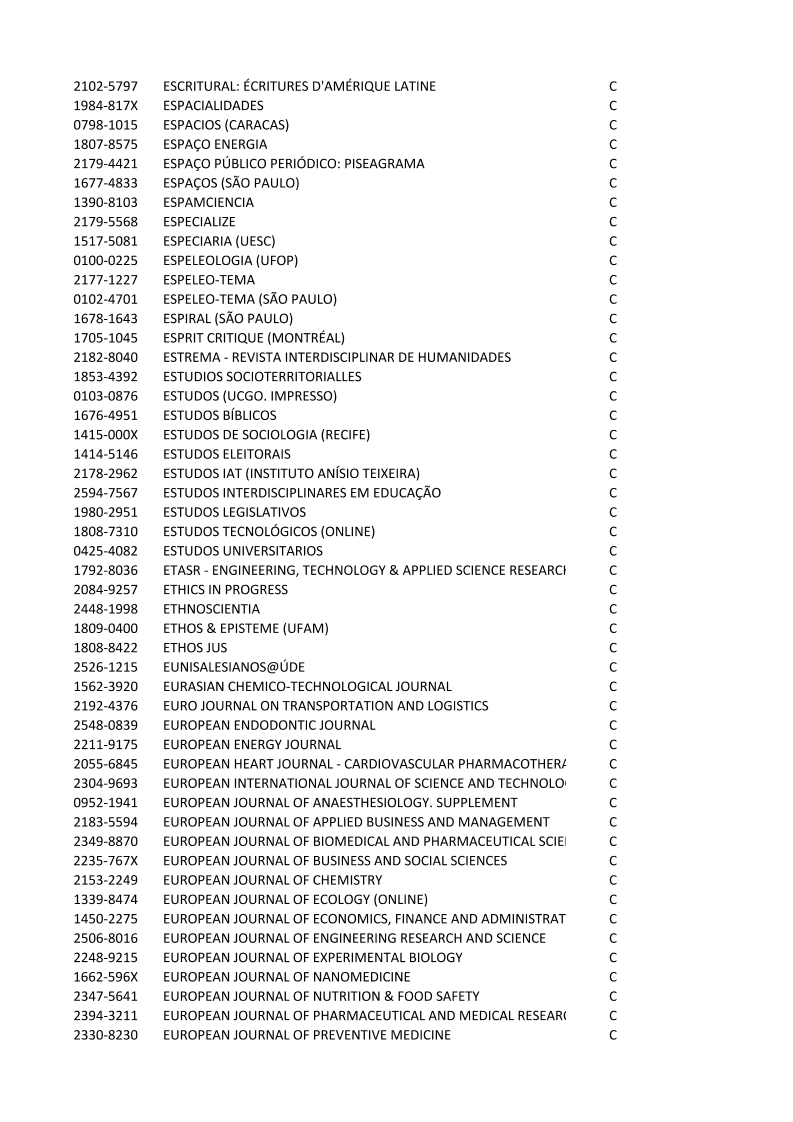 2102-5797 ESCRITURAL: ÉCRITURES D'AMÉRIQUE LATINE C
1984-817X ESPACIALIDADES C
0798-1015 ESPACIOS (CARACAS) C
1807-8575 ESPAÇO ENERGIA C
2179-4421 ESPAÇO PÚBLICO PERIÓDICO: PISEAGRAMA C
1677-4833 ESPAÇOS (SÃO PAULO) C
1390-8103 ESPAMCIENCIA C
2179-5568 ESPECIALIZE C
1517-5081 ESPECIARIA (UESC) C
0100-0225 ESPELEOLOGIA (UFOP) C
2177-1227 ESPELEO-TEMA C
0102-4701 ESPELEO-TEMA (SÃO PAULO) C
1678-1643 ESPIRAL (SÃO PAULO) C
1705-1045 ESPRIT CRITIQUE (MONTRÉAL) C
2182-8040 ESTREMA - REVISTA INTERDISCIPLINAR DE HUMANIDADES C
1853-4392 ESTUDIOS SOCIOTERRITORIALLES C
0103-0876 ESTUDOS (UCGO. IMPRESSO) C
1676-4951 ESTUDOS BÍBLICOS C
1415-000X ESTUDOS DE SOCIOLOGIA (RECIFE) C
1414-5146 ESTUDOS ELEITORAIS C
2178-2962 ESTUDOS IAT (INSTITUTO ANÍSIO TEIXEIRA) C
2594-7567 ESTUDOS INTERDISCIPLINARES EM EDUCAÇÃO C
1980-2951 ESTUDOS LEGISLATIVOS C
1808-7310 ESTUDOS TECNOLÓGICOS (ONLINE) C
0425-4082 ESTUDOS UNIVERSITARIOS C
1792-8036 ETASR - ENGINEERING, TECHNOLOGY & APPLIED SCIENCE RESEARCH C
2084-9257 ETHICS IN PROGRESS C
2448-1998 ETHNOSCIENTIA C
1809-0400 ETHOS & EPISTEME (UFAM) C
1808-8422 ETHOS JUS C
2526-1215 EUNISALESIANOS@ÚDE C
1562-3920 EURASIAN CHEMICO-TECHNOLOGICAL JOURNAL C
2192-4376 EURO JOURNAL ON TRANSPORTATION AND LOGISTICS C
2548-0839 EUROPEAN ENDODONTIC JOURNAL C
2211-9175 EUROPEAN ENERGY JOURNAL C
2055-6845 EUROPEAN HEART JOURNAL - CARDIOVASCULAR PHARMACOTHERA C
2304-9693 EUROPEAN INTERNATIONAL JOURNAL OF SCIENCE AND TECHNOLO C
0952-1941 EUROPEAN JOURNAL OF ANAESTHESIOLOGY. SUPPLEMENT C
2183-5594 EUROPEAN JOURNAL OF APPLIED BUSINESS AND MANAGEMENT C
2349-8870 EUROPEAN JOURNAL OF BIOMEDICAL AND PHARMACEUTICAL SCIE C
2235-767X EUROPEAN JOURNAL OF BUSINESS AND SOCIAL SCIENCES C
2153-2249 EUROPEAN JOURNAL OF CHEMISTRY C
1339-8474 EUROPEAN JOURNAL OF ECOLOGY (ONLINE) C
1450-2275 EUROPEAN JOURNAL OF ECONOMICS, FINANCE AND ADMINISTRAT C
2506-8016 EUROPEAN JOURNAL OF ENGINEERING RESEARCH AND SCIENCE C
2248-9215 EUROPEAN JOURNAL OF EXPERIMENTAL BIOLOGY C
1662-596X EUROPEAN JOURNAL OF NANOMEDICINE C
2347-5641 EUROPEAN JOURNAL OF NUTRITION & FOOD SAFETY C
2394-3211 EUROPEAN JOURNAL OF PHARMACEUTICAL AND MEDICAL RESEARC C
2330-8230 EUROPEAN JOURNAL OF PREVENTIVE MEDICINE C